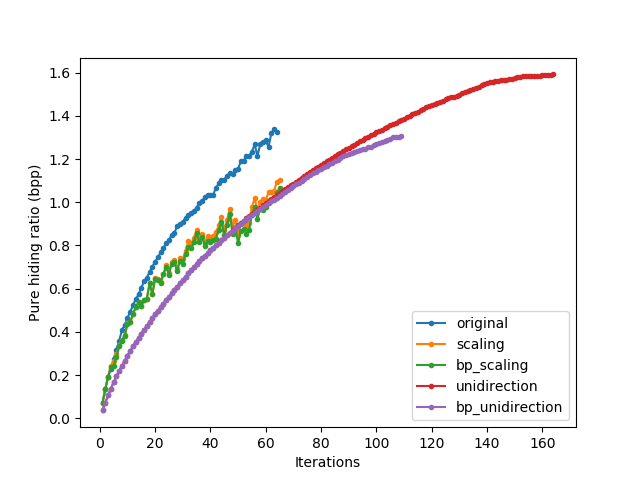 Pure hiding ratio (bpp)
1.6
1.4
1.2
1.0
0.8
0.6
0.4
0.2
0.0
original
scaling
bp_scaling
unidirection
bp_unidirection
0 20 40 60 80 100 120 140 160
Iterations